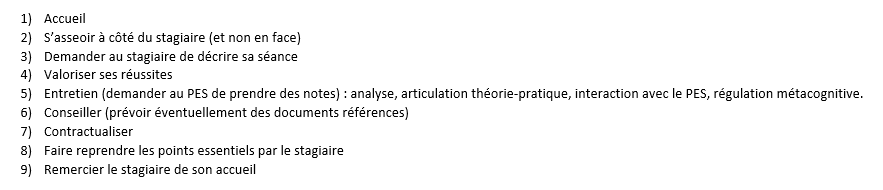 1) Accueil
2) S'asseoir à côté du stagiaire (et non en face)
3) Demander au stagiaire de décrire sa séance
4) Valoriser ses réussites
5) Entretien (demander au PES de prendre des notes) : analyse, articulation théorie-pratique, interaction avec le PES, régulation métacognitive.
6) Conseiller (prévoir éventuellement des documents références)
7) Contractualiser
8) Faire reprendre les points essentiels par le stagiaire
9) Remercier le stagiaire de son accueil